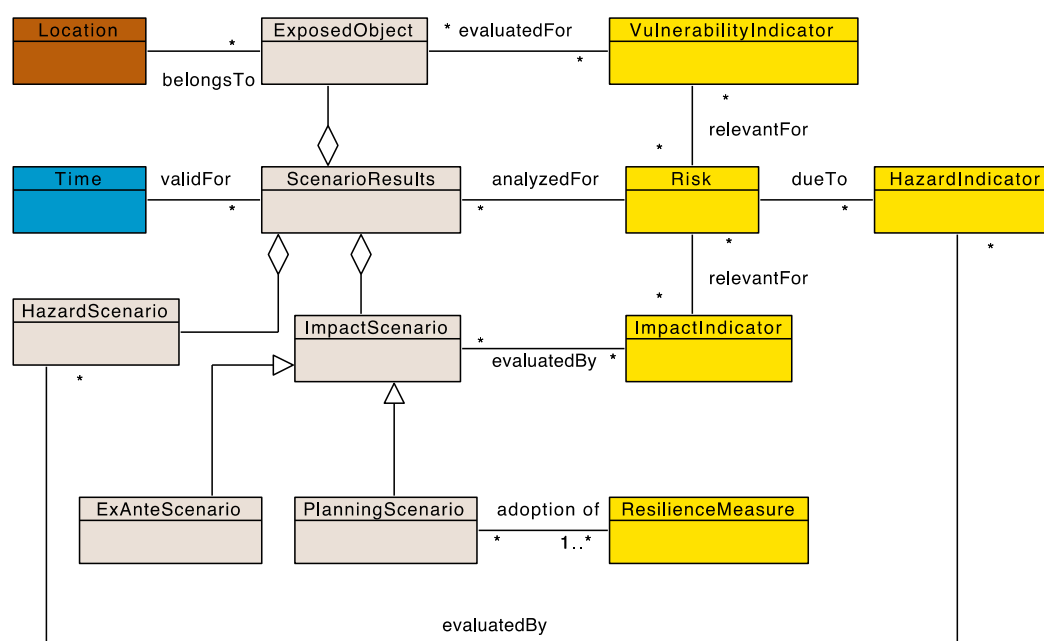 Location
ExposedObject
VulnerabilityIndicator
* evaluatedFor
*
*
belongsTo
*
relevantFor
*
Time
validFor
ScenarioResults
analyzedFor
Risk
dueTo
HazardIndicator
*
*
*
*
*
relevantFor
*
HazardScenario
ImpactScenario
ImpactIndicator
*
evaluatedBy
*
*
ExAnteScenario
PlanningScenario
adoption of
ResilienceMeasure
*
1..*
evaluatedBy